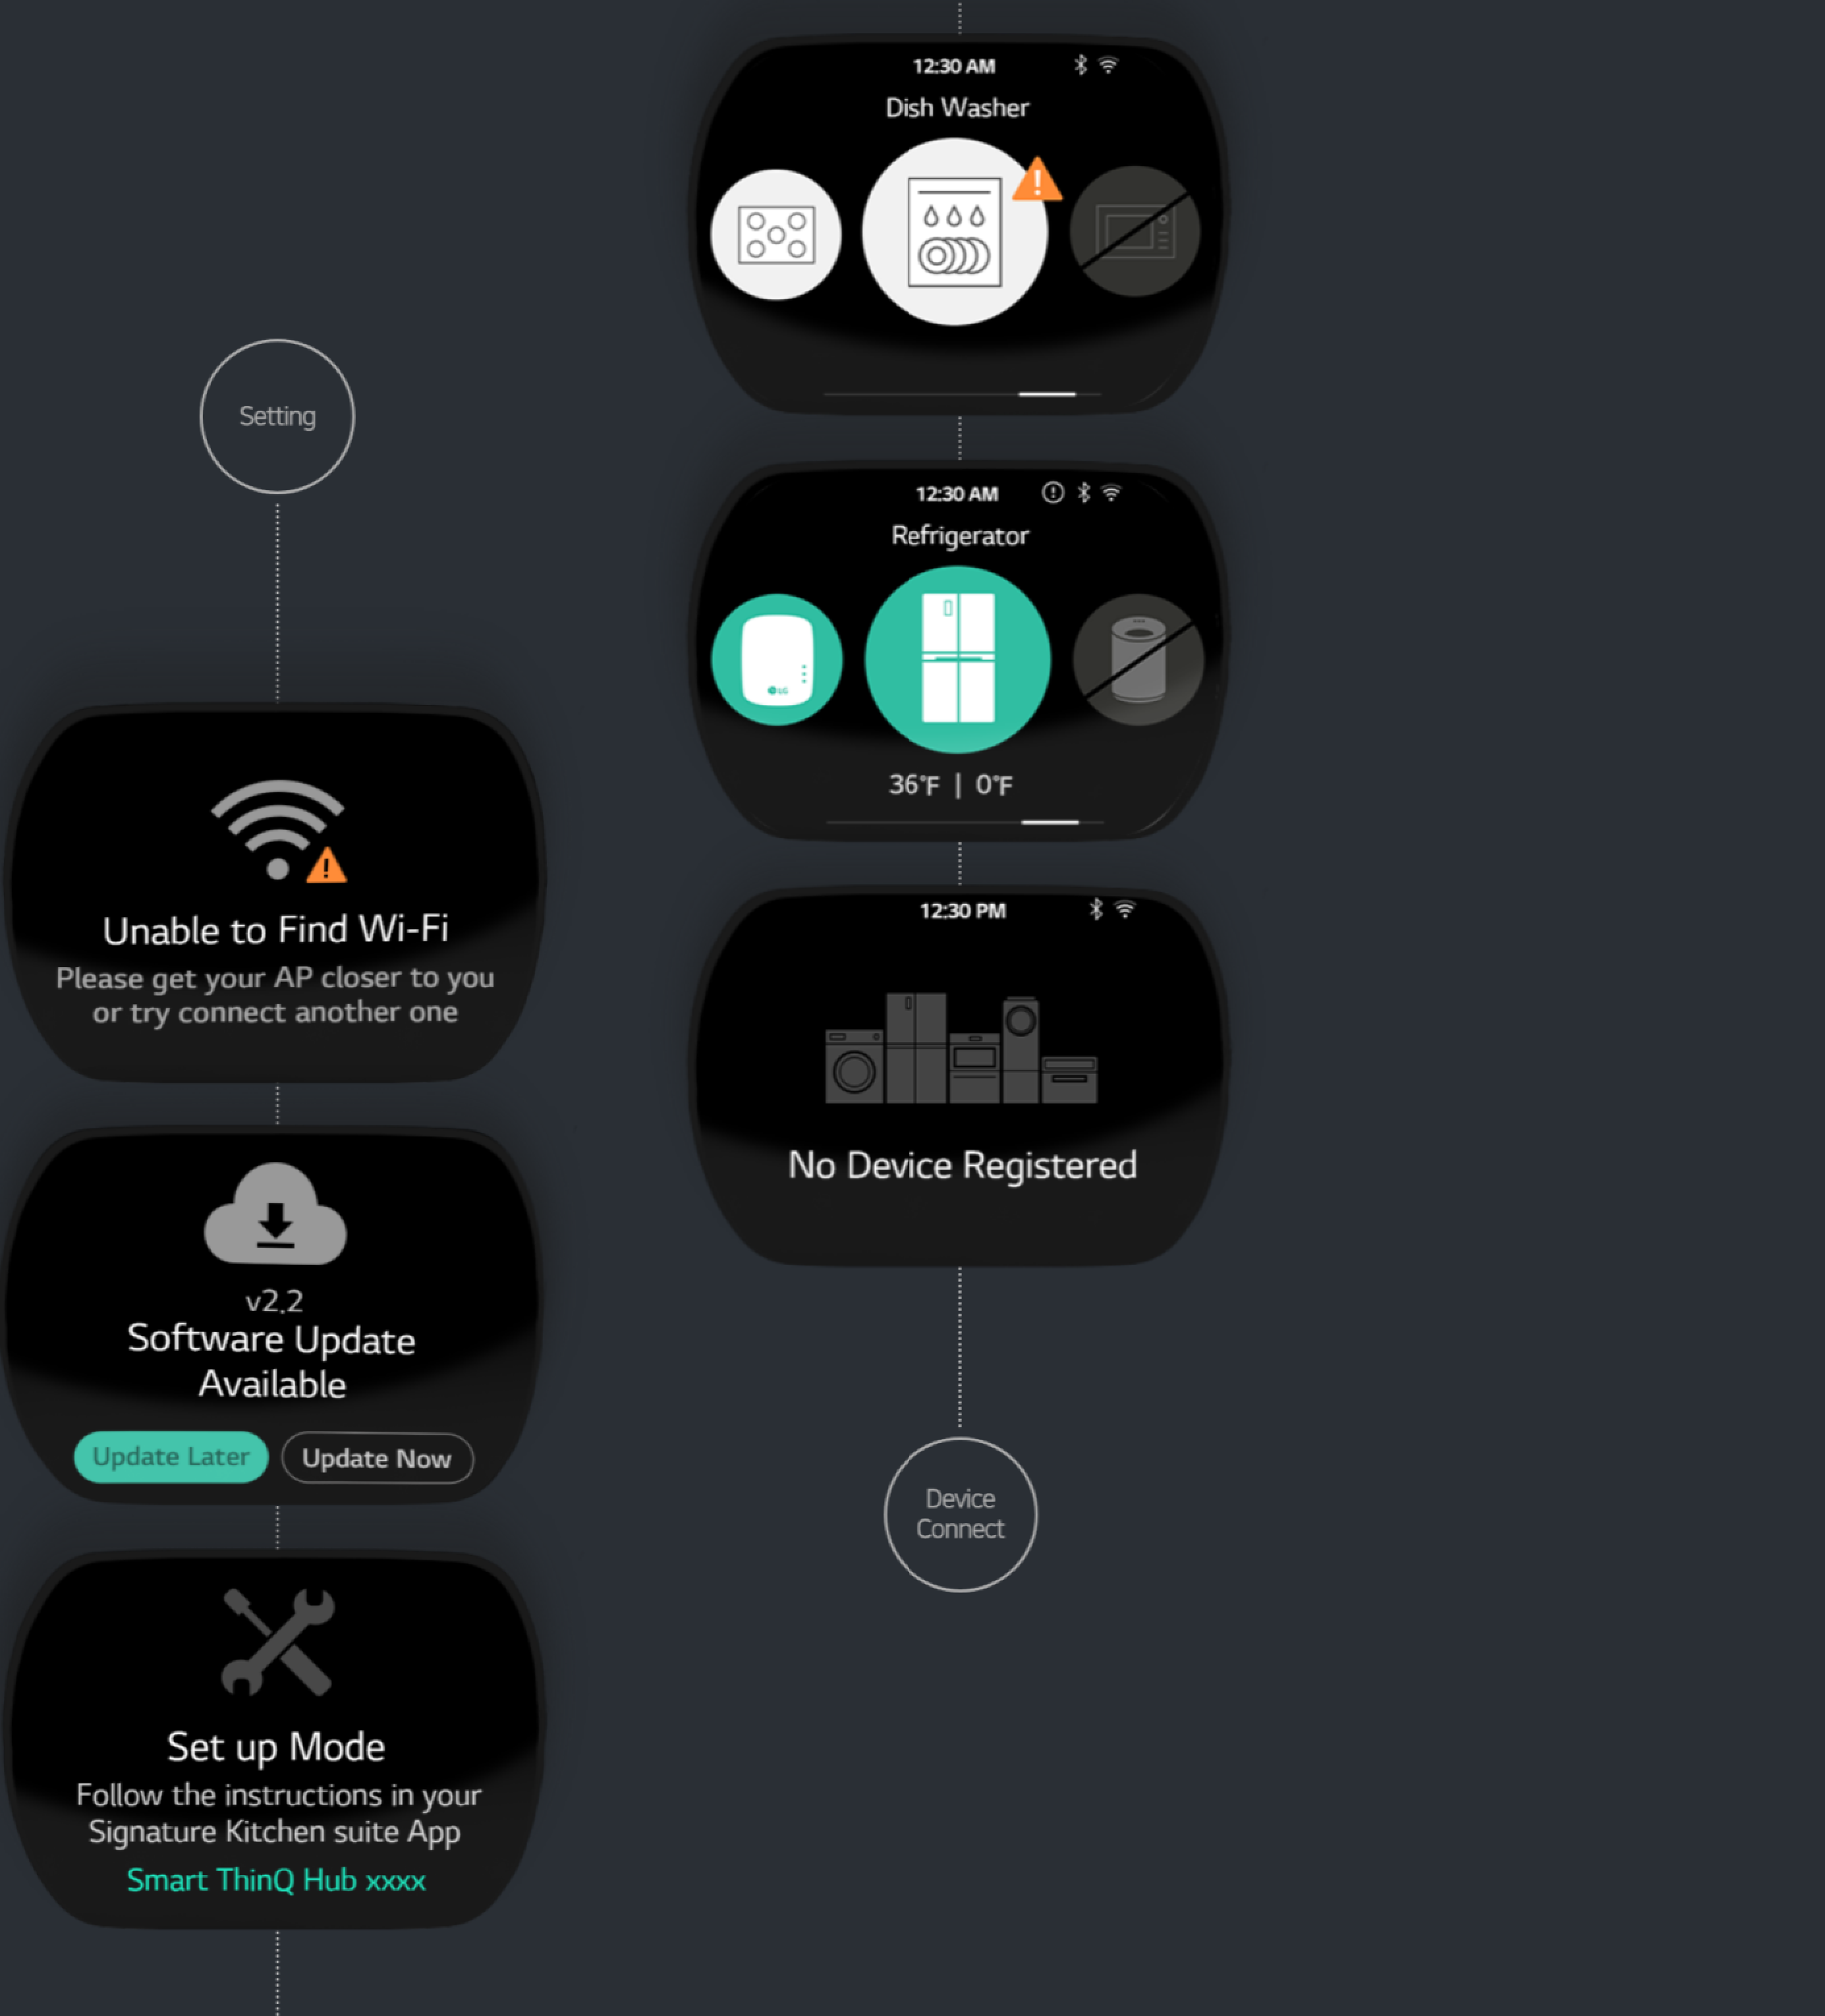 Setting
Unable to Find Wi-Fi
Please get your AP closer to you
or try connect another one
v2.2
Software Update
Available
Update Later
Update Now
Set up Mode
Follow the instructions in your
Signature Kitchen suite App
Smart ThinQ Hub xxxx
12:30 AM
Dish Washer
12:30 AM
Refrigerator
LG
36°F | 0°F
12:30 PM
No Device Registered
Device
Connect